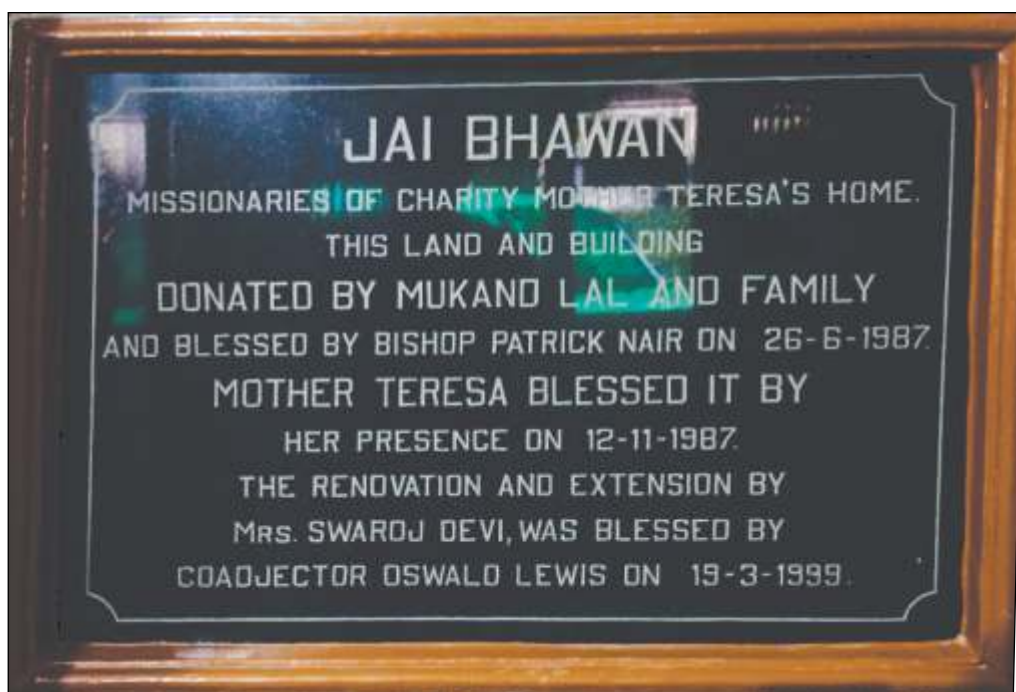 JAI BHAWAN
MISSIONARIES OF CHARITY MOTHER TERESA'S HOME.
THIS LAND AND BUILDING
DONATED BY MUKAND LAL AND FAMILY
AND BLESSED BY BISHOP PATRICK NAIR ON 26-6-1987.
MOTHER TERESA BLESSED IT BY
HER PRESENCE ON 12-11-1987.
THE RENOVATION AND EXTENSION BY
MRS. SWAROJ DEVI, WAS BLESSED BY
COADJECTOR OSWALD LEWIS ON 19-3-1999.